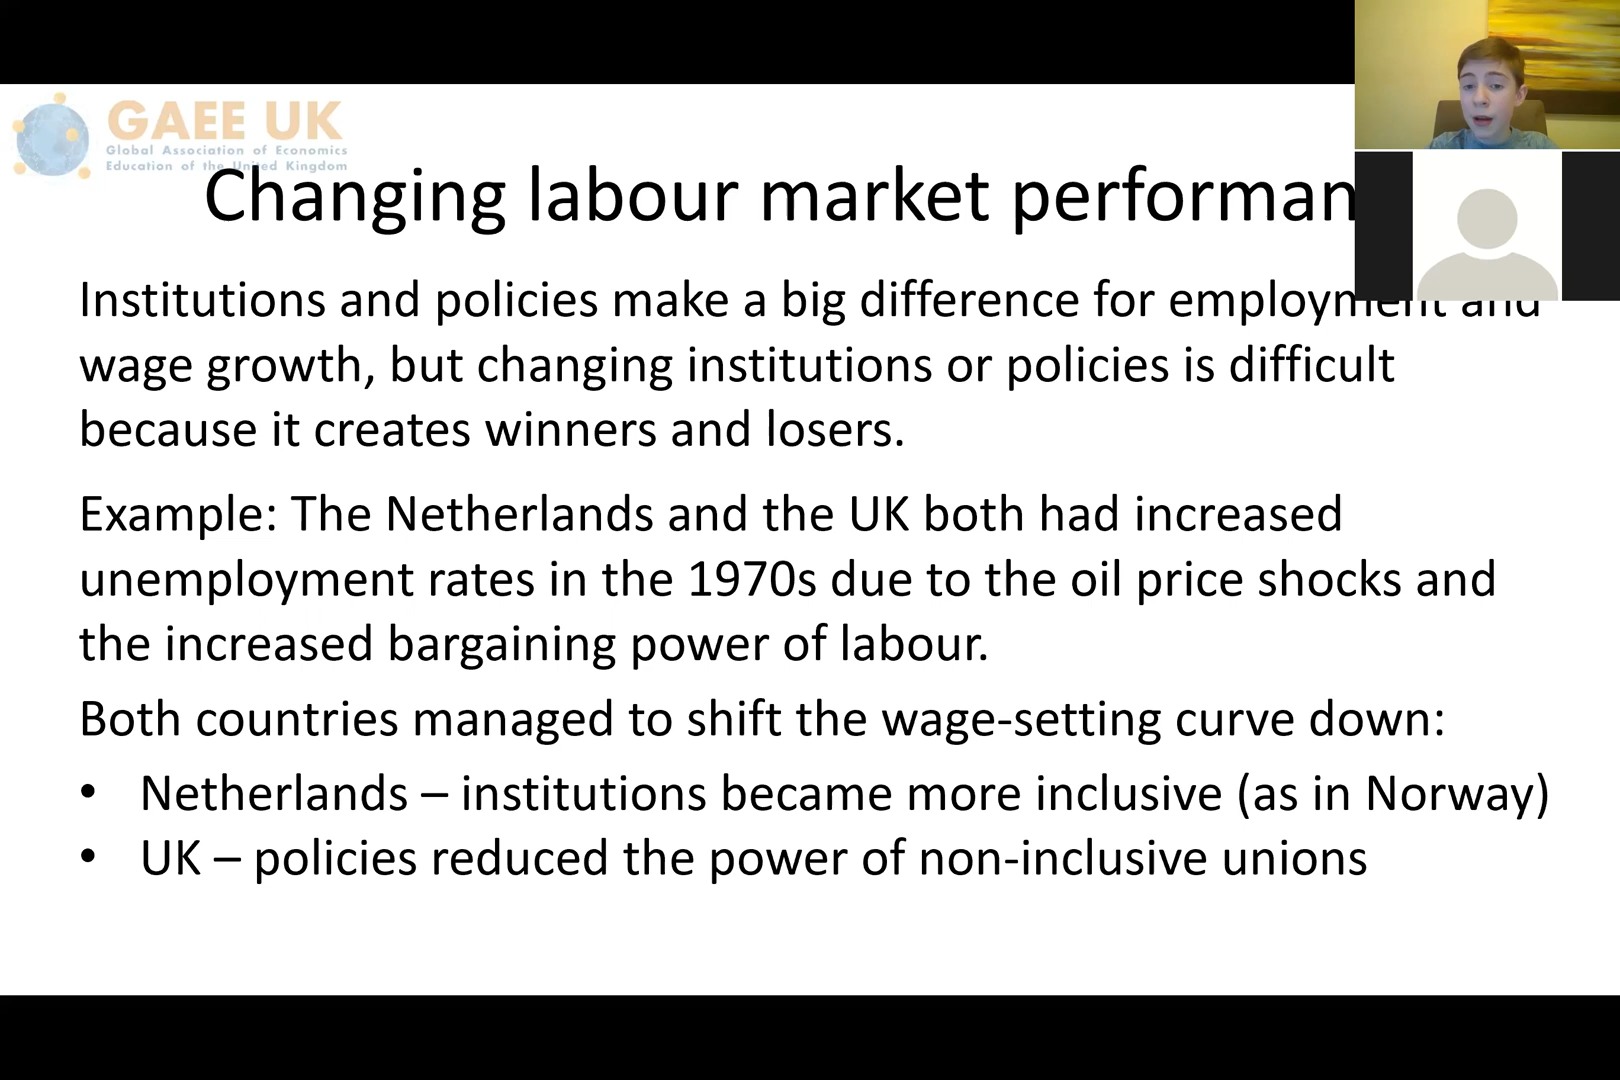 GAEE UK
Global Association of Economics
Education of the United Kingdom
Changing labour market performan
Institutions and policies make a big difference for employment and
wage growth, but changing institutions or policies is difficult
because it creates winners and losers.
Example: The Netherlands and the UK both had increased
unemployment rates in the 1970s due to the oil price shocks and
the increased bargaining power of labour.
Both countries managed to shift the wage-setting curve down:
• Netherlands – institutions became more inclusive (as in Norway)
• UK – policies reduced the power of non-inclusive unions